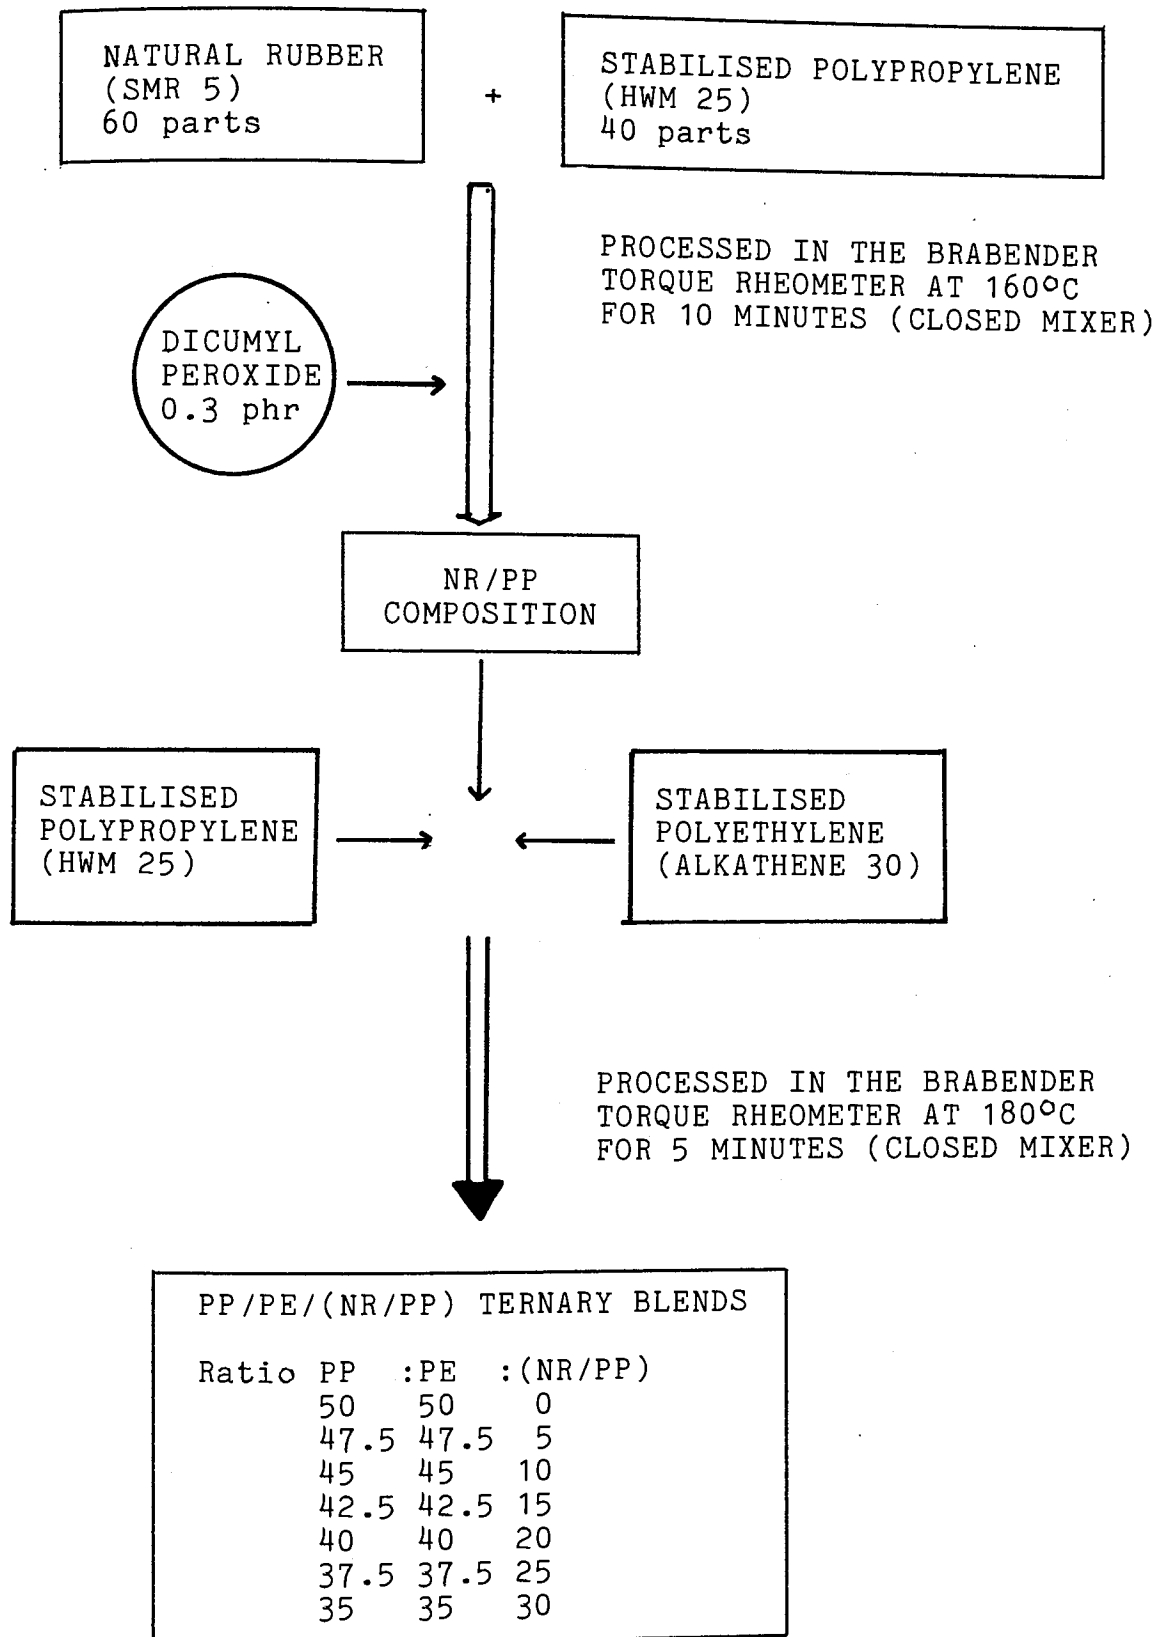 NATURAL RUBBER
(SMR 5)
60 parts
+
STABILISED POLYPROPYLENE
(HWM 25)
40 parts
PROCESSED IN THE BRABENDER
TORQUE RHEOMETER AT 160°C
FOR 10 MINUTES (CLOSED MIXER)
DICUMYL
PEROXIDE
0.3 phr
NR/PP
COMPOSITION
STABILISED
POLYPROPYLENE
(HWM 25)
STABILISED
POLYETHYLENE
(ALKATHENE 30)
PROCESSED IN THE BRABENDER
TORQUE RHEOMETER AT 180°C
FOR 5 MINUTES (CLOSED MIXER)
PP/PE/(NR/PP) TERNARY BLENDS
Ratio PP :PE :(NR/PP)
50 50 0
47.5 47.5 5
45 45 10
42.5 42.5 15
40 40 20
37.5 37.5 25
35 35 30